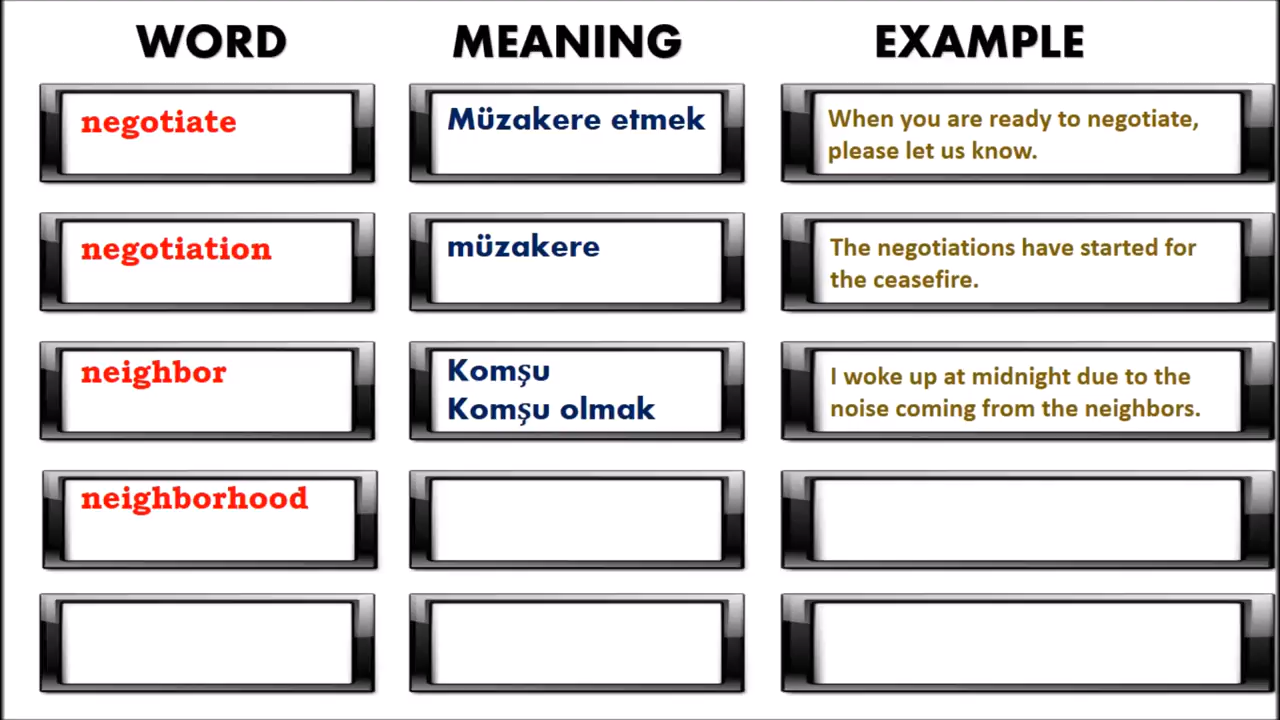 WORD MEANING EXAMPLE
negotiate
Müzakere etmek
When you are ready to negotiate,
please let us know.
negotiation
müzakere
The negotiations have started for
the ceasefire.
neighbor
Komşu
Komşu olmak
I woke up at midnight due to the
noise coming from the neighbors.
neighborhood